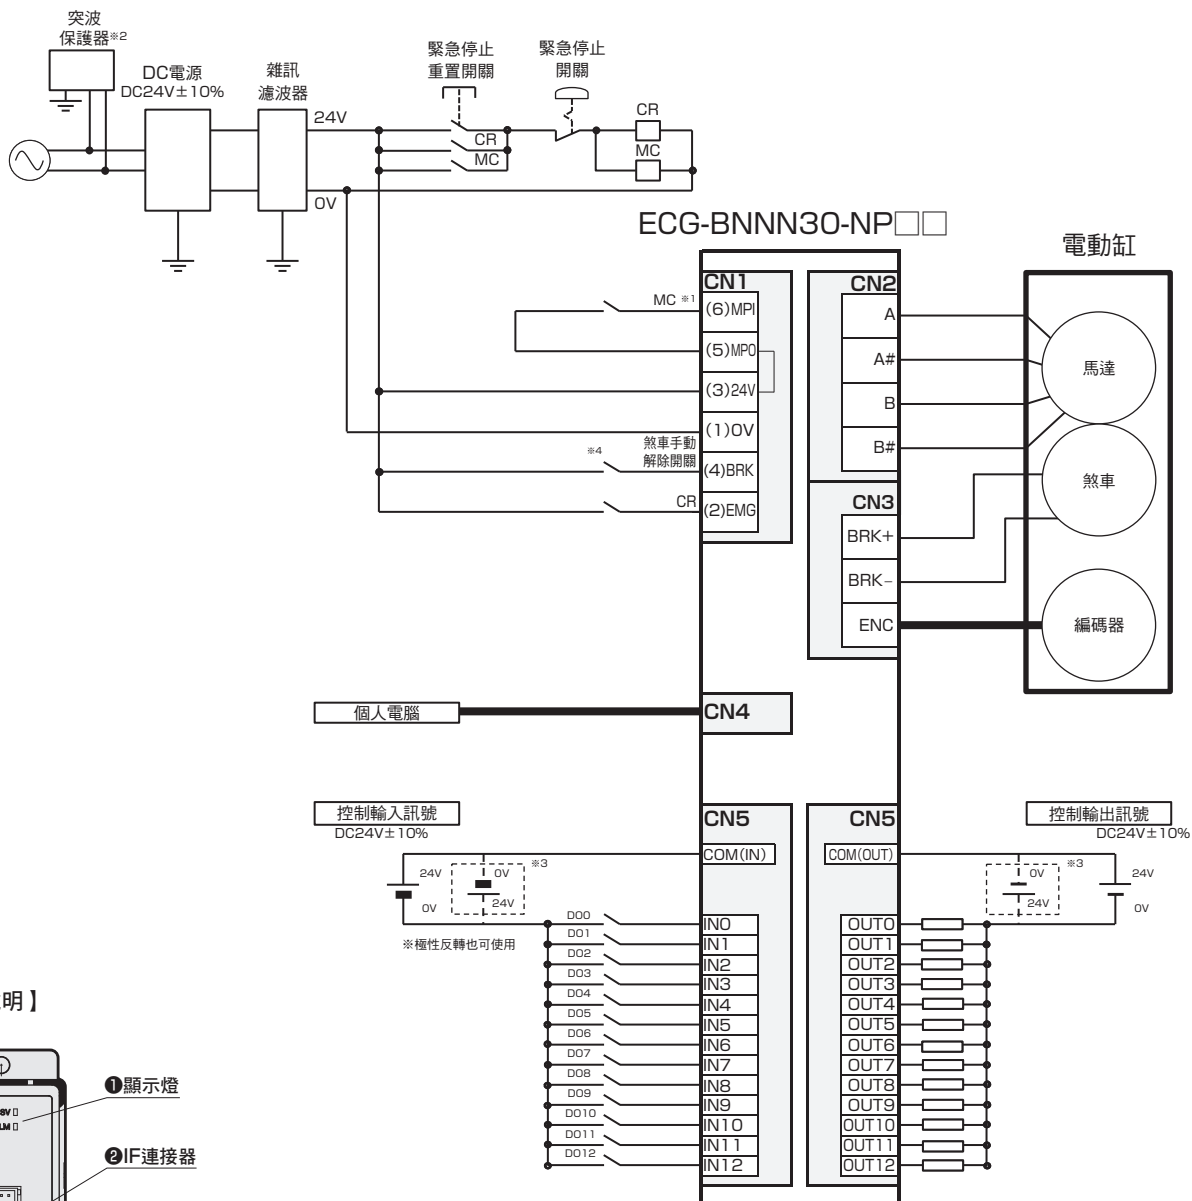 突波
保護器※2
DC電源
DC24V±10%
雜訊
濾波器
24V
0V
緊急停止
重置開關
緊急停止
開關
CR
MC
CR
MC
ECG-BNNN30-NP□□
電動缸
CN1
MC ※1
(6)MPI
(5)MPO
(3)24V
(1)0V
※4
煞車手動
解除開關
(4)BRK
CR
(2)EMG
CN2
A
A#
B
B#
CN3
BRK+
BRK−
ENC
馬達
煞車
編碼器
個人電腦
CN4
控制輸入訊號
DC24V±10%
CN5
COM(IN)
24V
0V
0V
24V
※3
※極性反轉也可使用
DO0
IN0
DO1
IN1
DO2
IN2
DO3
IN3
DO4
IN4
DO5
IN5
DO6
IN6
DO7
IN7
DO8
IN8
DO9
IN9
DO10
IN10
DO11
IN11
DO12
IN12
CN5
控制輸出訊號
DC24V±10%
COM(OUT)
0V
24V
※3
24V
0V
OUT0
OUT1
OUT2
OUT3
OUT4
OUT5
OUT6
OUT7
OUT8
OUT9
OUT10
OUT11
OUT12
明】
SV
LM
❶顯示燈
❷IF連接器